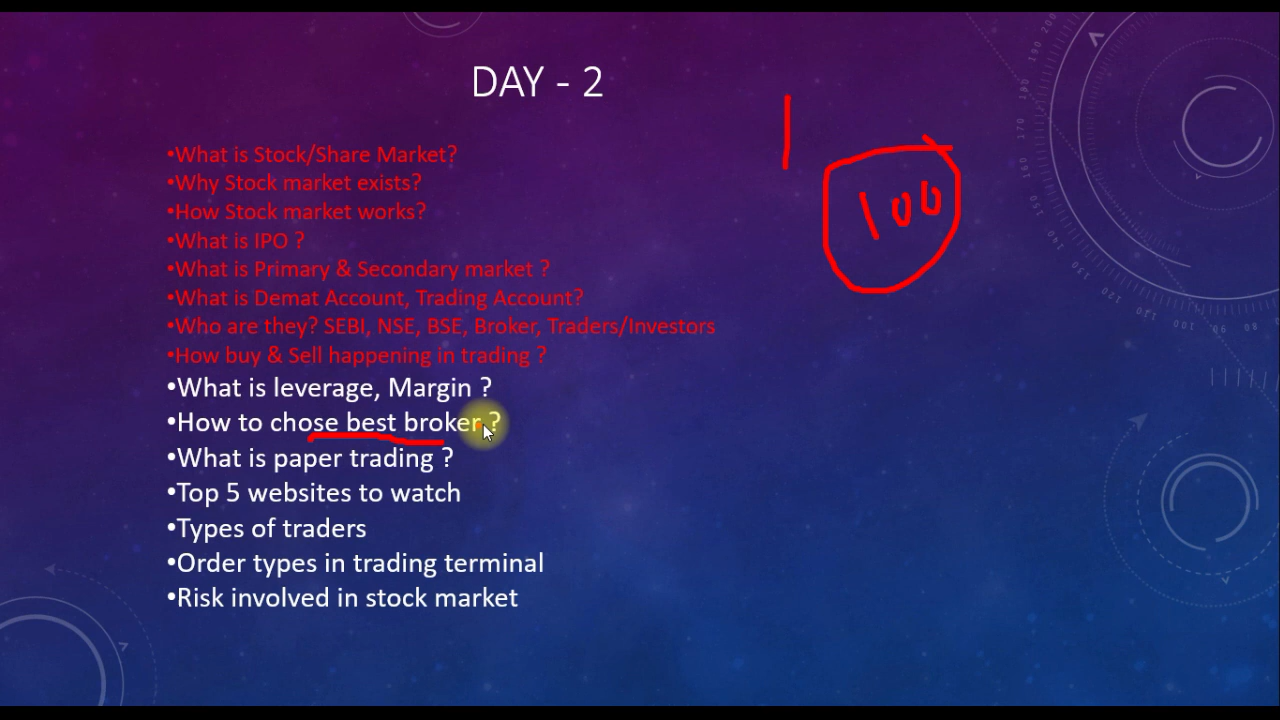 DAY - 2
•What is Stock/Share Market?
•Why Stock market exists?
•How Stock market works?
•What is IPO ?
•What is Primary & Secondary market ?
•What is Demat Account, Trading Account?
•Who are they? SEBI, NSE, BSE, Broker, Traders/Investors
•How buy & Sell happening in trading ?
•What is leverage, Margin ?
•How to chose best broker ?
•What is paper trading ?
•Top 5 websites to watch
•Types of traders
•Order types in trading terminal
•Risk involved in stock market
100